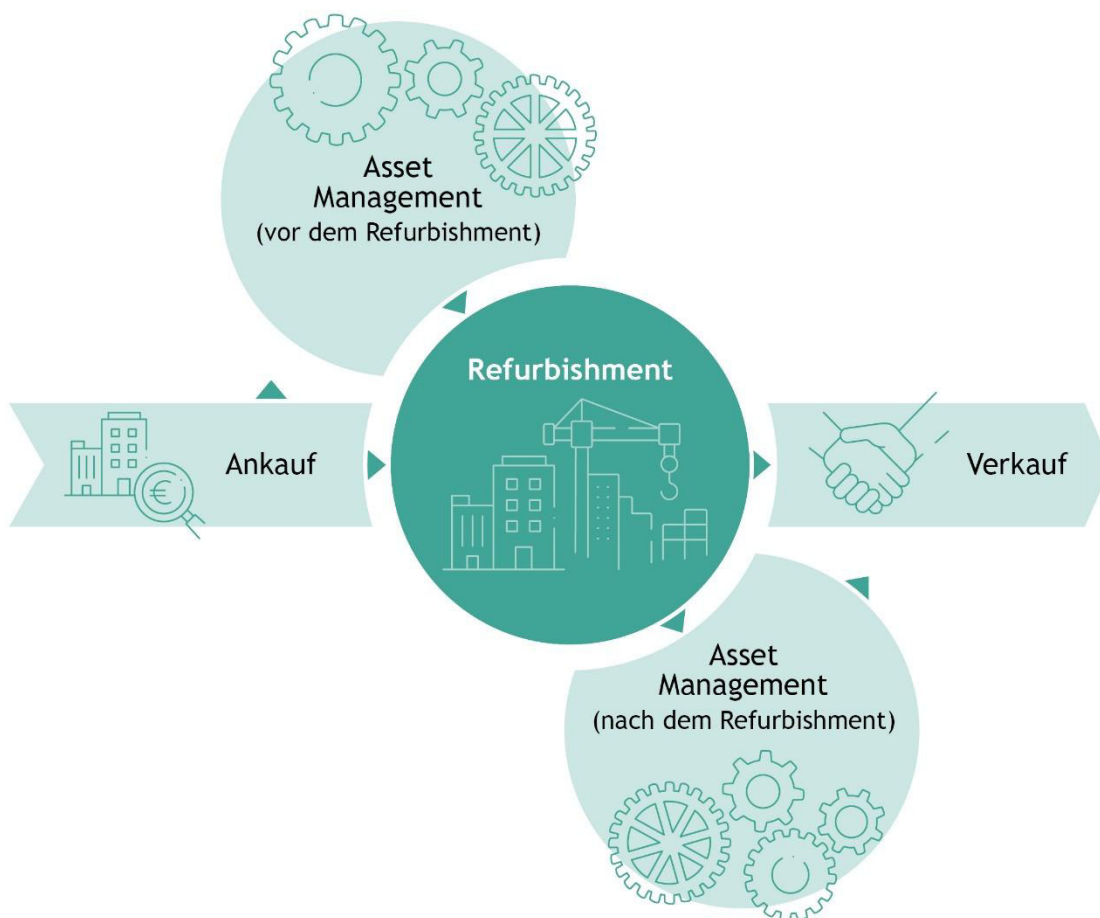 Asset
Management
(vor dem Refurbishment)
Refurbishment
Ankauf
Verkauf
Asset
Management
(nach dem Refurbishment)